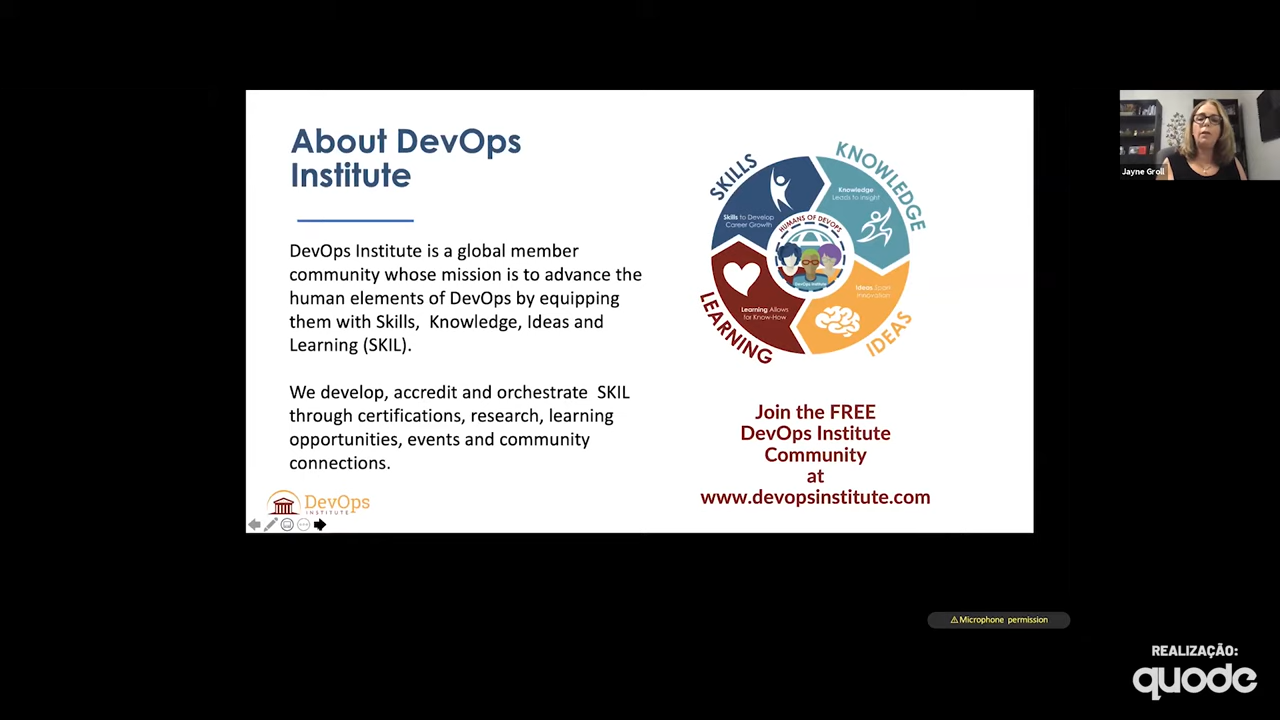 About DevOps
Institute
DevOps Institute is a global member
community whose mission is to advance the
human elements of DevOps by equipping
them with Skills, Knowledge, Ideas and
Learning (SKIL).
We develop, accredit and orchestrate SKIL
through certifications, research, learning
opportunities, events and community
connections.
DevOps
INSTITUTE
SKILLS
KNOWLEDGE
Skills to Develop
Career Growth
Knowledge
Leads to Insight
HUMANS OF DEVOPS
DevOps Institute
Learning Allows
for Know-How
Ideas
Innovation
LEARNING
IDEAS
Join the FREE
DevOps Institute
Community
at
www.devopsinstitute.com
Jayne Groll
Microphone permission
REALIZAÇÃO:
quode